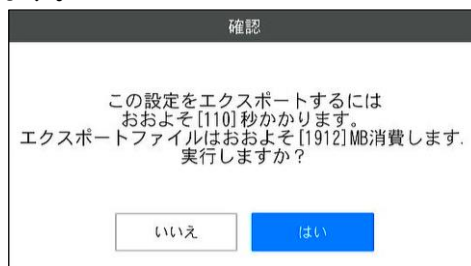 確認
この設定をエクスポートするには
おおよそ[110]秒かかります。
エクスポートファイルはおおよそ[1912]MB消費します.
実行しますか？
いいえ
はい